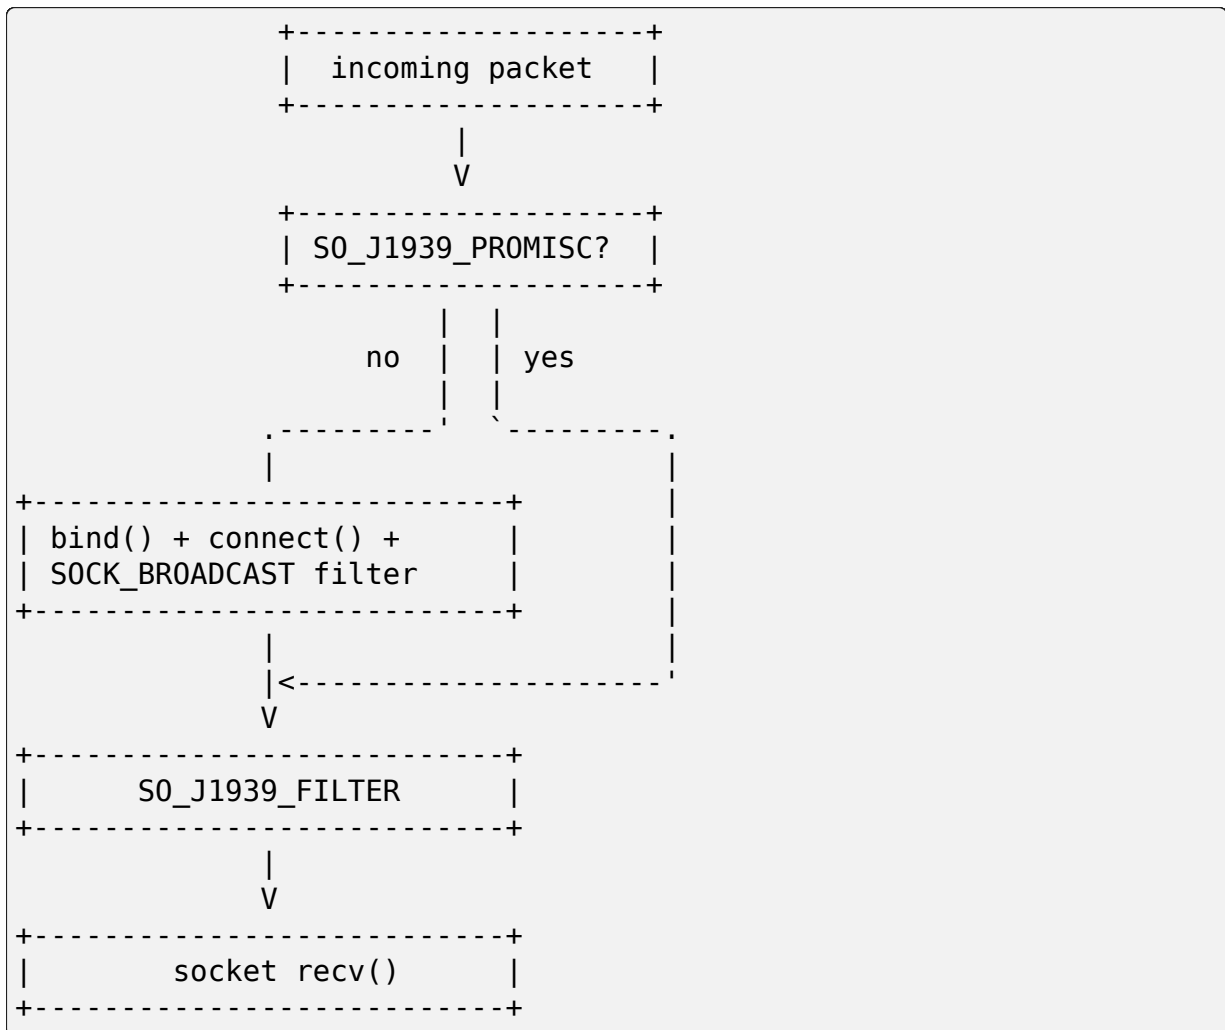 +---------------------+
|  incoming packet   |
+---------------------+
|
V
+---------------------+
| SO_J1939_PROMISC?  |
+---------------------+
|  |
no  |  | yes
|  |
.---------'  `---------.
|                       |
+---------------------------+         |
| bind() + connect() +      |         |
| SOCK_BROADCAST filter     |         |
+---------------------------+         |
|                       |
|<---------------------'
V
+---------------------------+
|      SO_J1939_FILTER      |
+---------------------------+
|
V
+---------------------------+
|        socket recv()      |
+---------------------------+